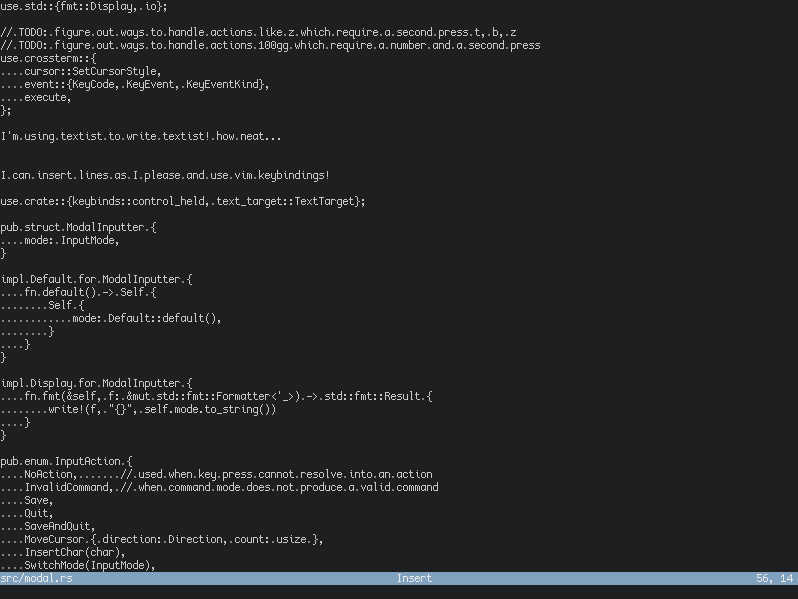 use.std::{fmt::Display,.io};
//.TODO:.figure.out.ways.to.handle.actions.like.z.which.require.a.second.press.t,.b,.z
//.TODO:.figure.out.ways.to.handle.actions.100gg.which.require.a.number.and.a.second.press
use.crossterm::{
....cursor::SetCursorStyle,
....event::{KeyCode,.KeyEvent,.KeyEventKind},
....execute,
};
I'm.using.textist.to.write.textist!.how.neat...
I.can.insert.lines.as.I.please.and.use.vim.keybindings!
use.crate::{keybinds::control_held,.text_target::TextTarget};
pub.struct.ModalInputter.{
....mode:.InputMode,
}
impl.Default.for.ModalInputter.{
....fn.default().->.Self.{
........Self.{
............mode:.Default::default(),
........}
....}
}
impl.Display.for.ModalInputter.{
....fn.fmt(&self,.f:.&mut.std::fmt::Formatter<'_>).->.std::fmt::Result.{
........write!(f,."{}",.self.mode.to_string())
....}
}
pub.enum.InputAction.{
....NoAction,.......//.used.when.key.press.cannot.resolve.into.an.action
....InvalidCommand,.//.when.command.mode.does.not.produce.a.valid.command
....Save,
....Quit,
....SaveAndQuit,
....MoveCursor.{.direction:.Direction,.count:.usize.},
....InsertChar(char),
....SwitchMode(InputMode),
src/modal.rs Insert 56, 14